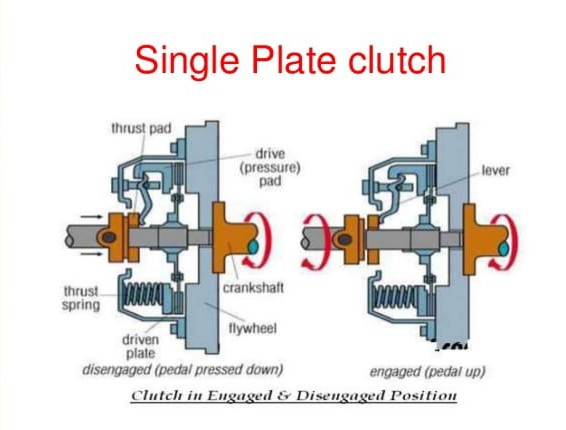 Single Plate clutch
thrust pad
drive
(pressure)
pad
lever
thrust
spring
crankshaft
driven
plate
flywheel
disengaged (pedal pressed down)
engaged (pedal up)
Clutch in Engaged & Disengaged Position